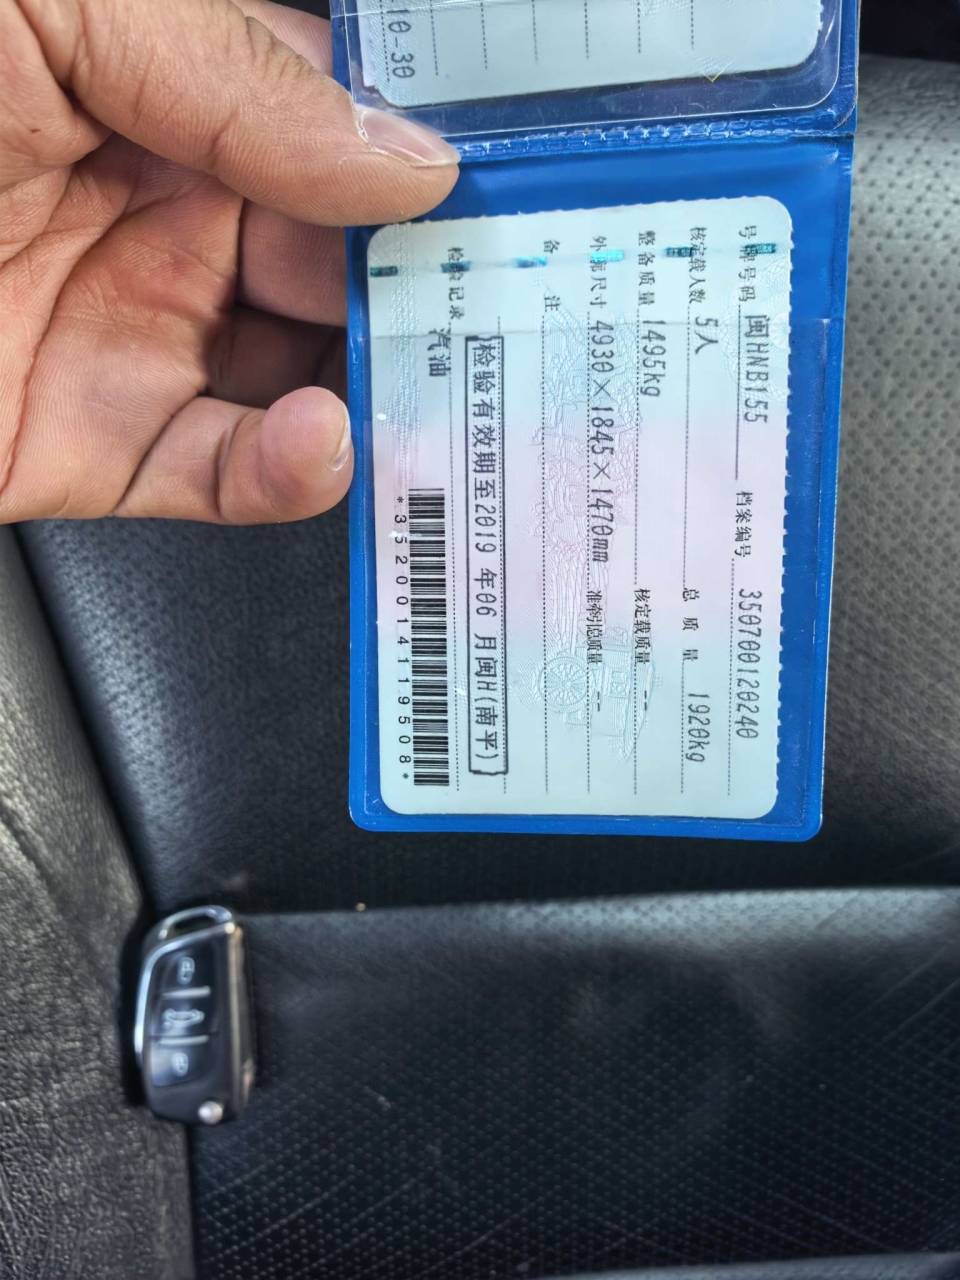 10-30
号牌号码 闽HNB155 档案编号 350700120240
核定载人数 5人 总质量 1920kg
整备质量 1495kg 核定载质量 --
外廓尺寸 4930×1845×1470mm 准牵引总质量 --
备注
检验有效期至2019年06月闽H(南平)
检验记录
汽油
*3520014119508*